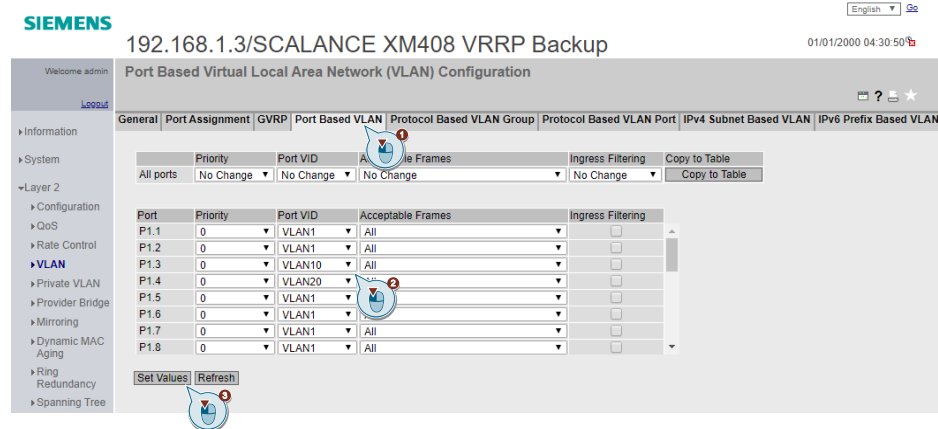 English Go
SIEMENS
192.168.1.3/SCALANCE XM408 VRRP Backup
01/01/2000 04:30:50
Welcome admin
Port Based Virtual Local Area Network (VLAN) Configuration
Logout
?
General Port Assignment GVRP Port Based VLAN Protocol Based VLAN Group Protocol Based VLAN Port IPv4 Subnet Based VLAN IPv6 Prefix Based VLAN
1
Information
System
Layer 2
Configuration
QoS
Rate Control
VLAN
Private VLAN
Provider Bridge
Mirroring
Dynamic MAC
Aging
Ring
Redundancy
Spanning Tree
Priority Port VID Frames Ingress Filtering Copy to Table
All ports No Change No Change No Change No Change Copy to Table
Port Priority Port VID Acceptable Frames Ingress Filtering
P1.1 0 VLAN1 All
P1.2 0 VLAN1 All
P1.3 0 VLAN10 All
P1.4 0 VLAN20
2
P1.5 0 VLAN1
P1.6 0 VLAN1
P1.7 0 VLAN1 All
P1.8 0 VLAN1 All
Set Values Refresh
3